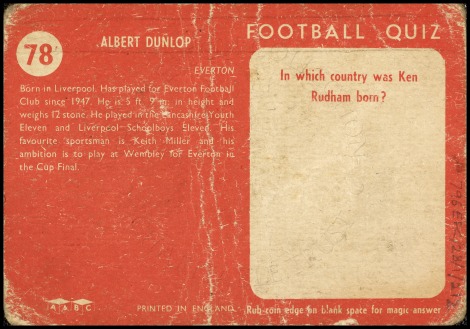 78
ALBERT DUNLOP
EVERTON
Born in Liverpool. Has played for Everton Football
Club since 1947. He is 5 ft. 9 in. in height and
weighs 12 stone. He played in the Lancashire Youth
Eleven and Liverpool Schoolboys Eleven. His
favourite sportsman is Keith Miller and his
ambition is to play at Wembley for Everton in
the Cup Final.
A & BC
PRINTED IN ENGLAND
FOOTBALL QUIZ
In which country was Ken
Rudham born?
Rub coin edge on blank space for magic answer